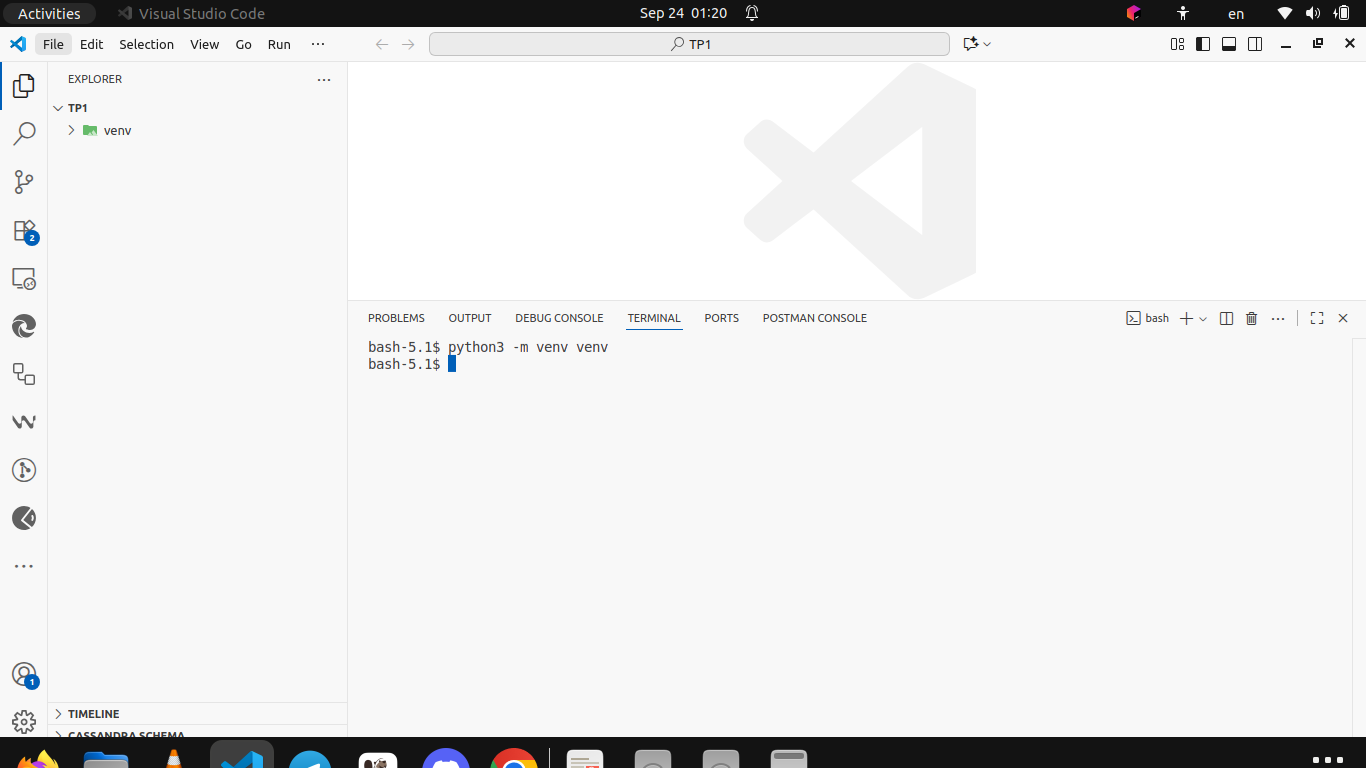 Activities Visual Studio Code Sep 24 01:20 en
File Edit Selection View Go Run ··· TP1
EXPLORER ···
TP1
venv
2
1
TIMELINE
CASSANDRA SCHEMA
PROBLEMS OUTPUT DEBUG CONSOLE TERMINAL PORTS POSTMAN CONSOLE bash
bash-5.1$ python3 -m venv venv
bash-5.1$